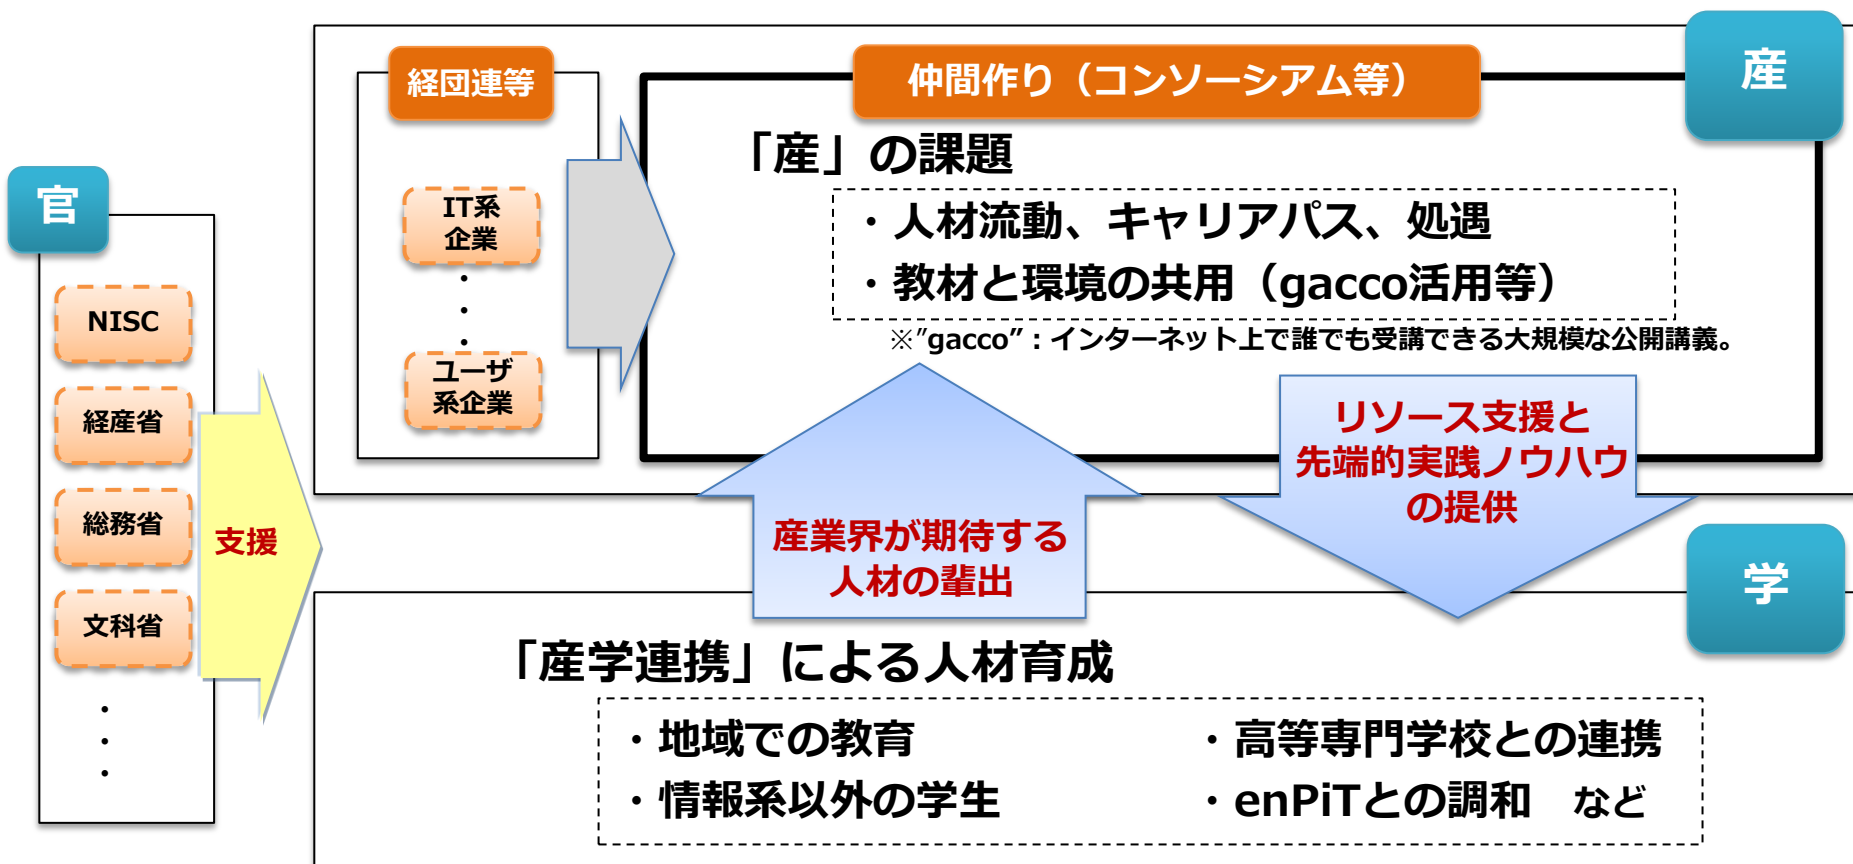 官
NISC
経産省
総務省
文科省
・
・
・
支援
産
経団連等
IT系
企業
・
・
・
ユーザ
系企業
仲間作り（コンソーシアム等）
「産」の課題
・人材流動、キャリアパス、処遇
・教材と環境の共用（gacco活用等）
※”gacco”：インターネット上で誰でも受講できる大規模な公開講義。
産業界が期待する
人材の輩出
リソース支援と
先端的実践ノウハウ
の提供
学
「産学連携」による人材育成
・地域での教育
・情報系以外の学生
・高等専門学校との連携
・enPiTとの調和　など